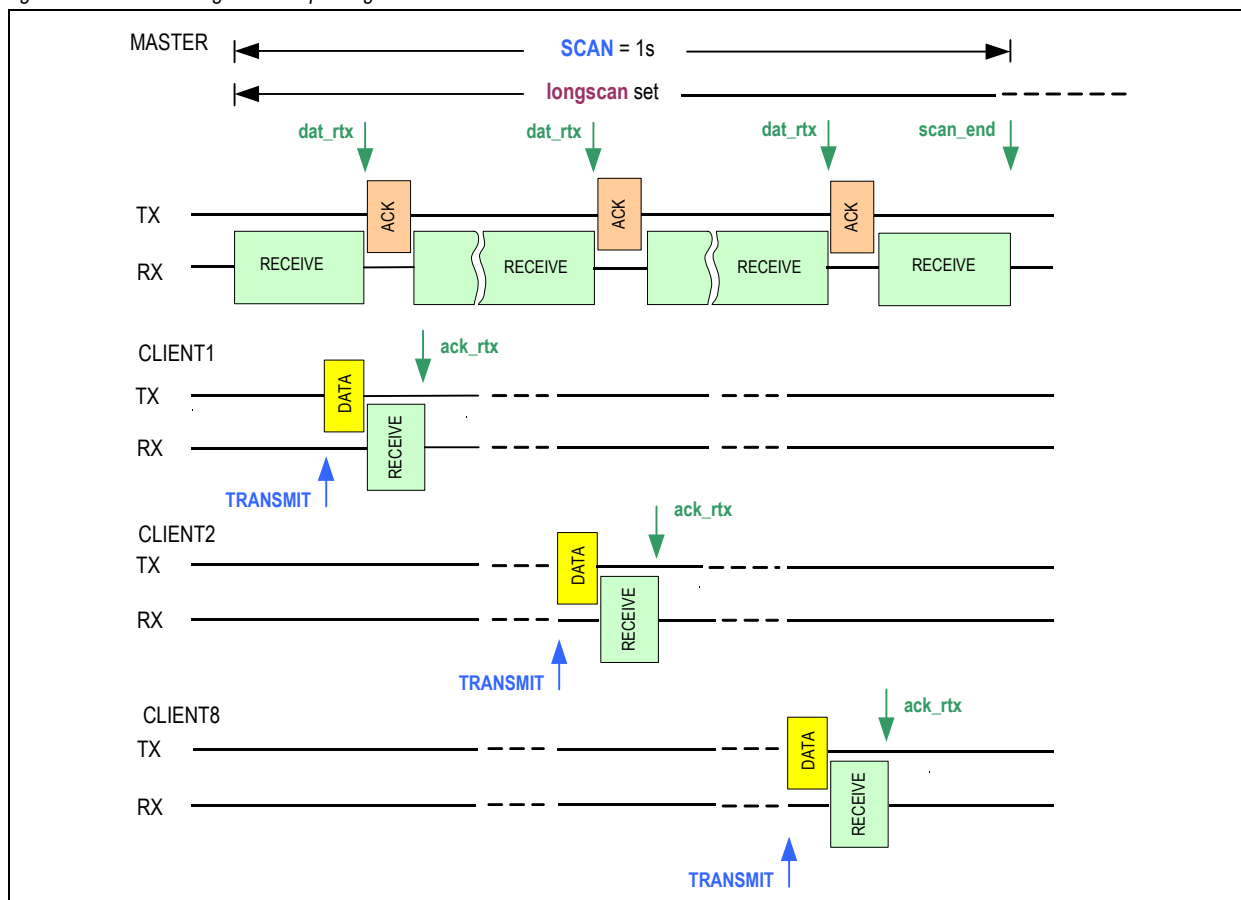 MASTER
SCAN = 1s
longscan set
dat_rtx dat_rtx dat_rtx scan_end
ACK ACK ACK
TX
RECEIVE RECEIVE RECEIVE RECEIVE
RX
CLIENT1
ack_rtx
TX
DATA
RX
RECEIVE
TRANSMIT
CLIENT2
ack_rtx
TX
DATA
RX
RECEIVE
TRANSMIT
CLIENT8
ack_rtx
TX
DATA
RX
RECEIVE
TRANSMIT